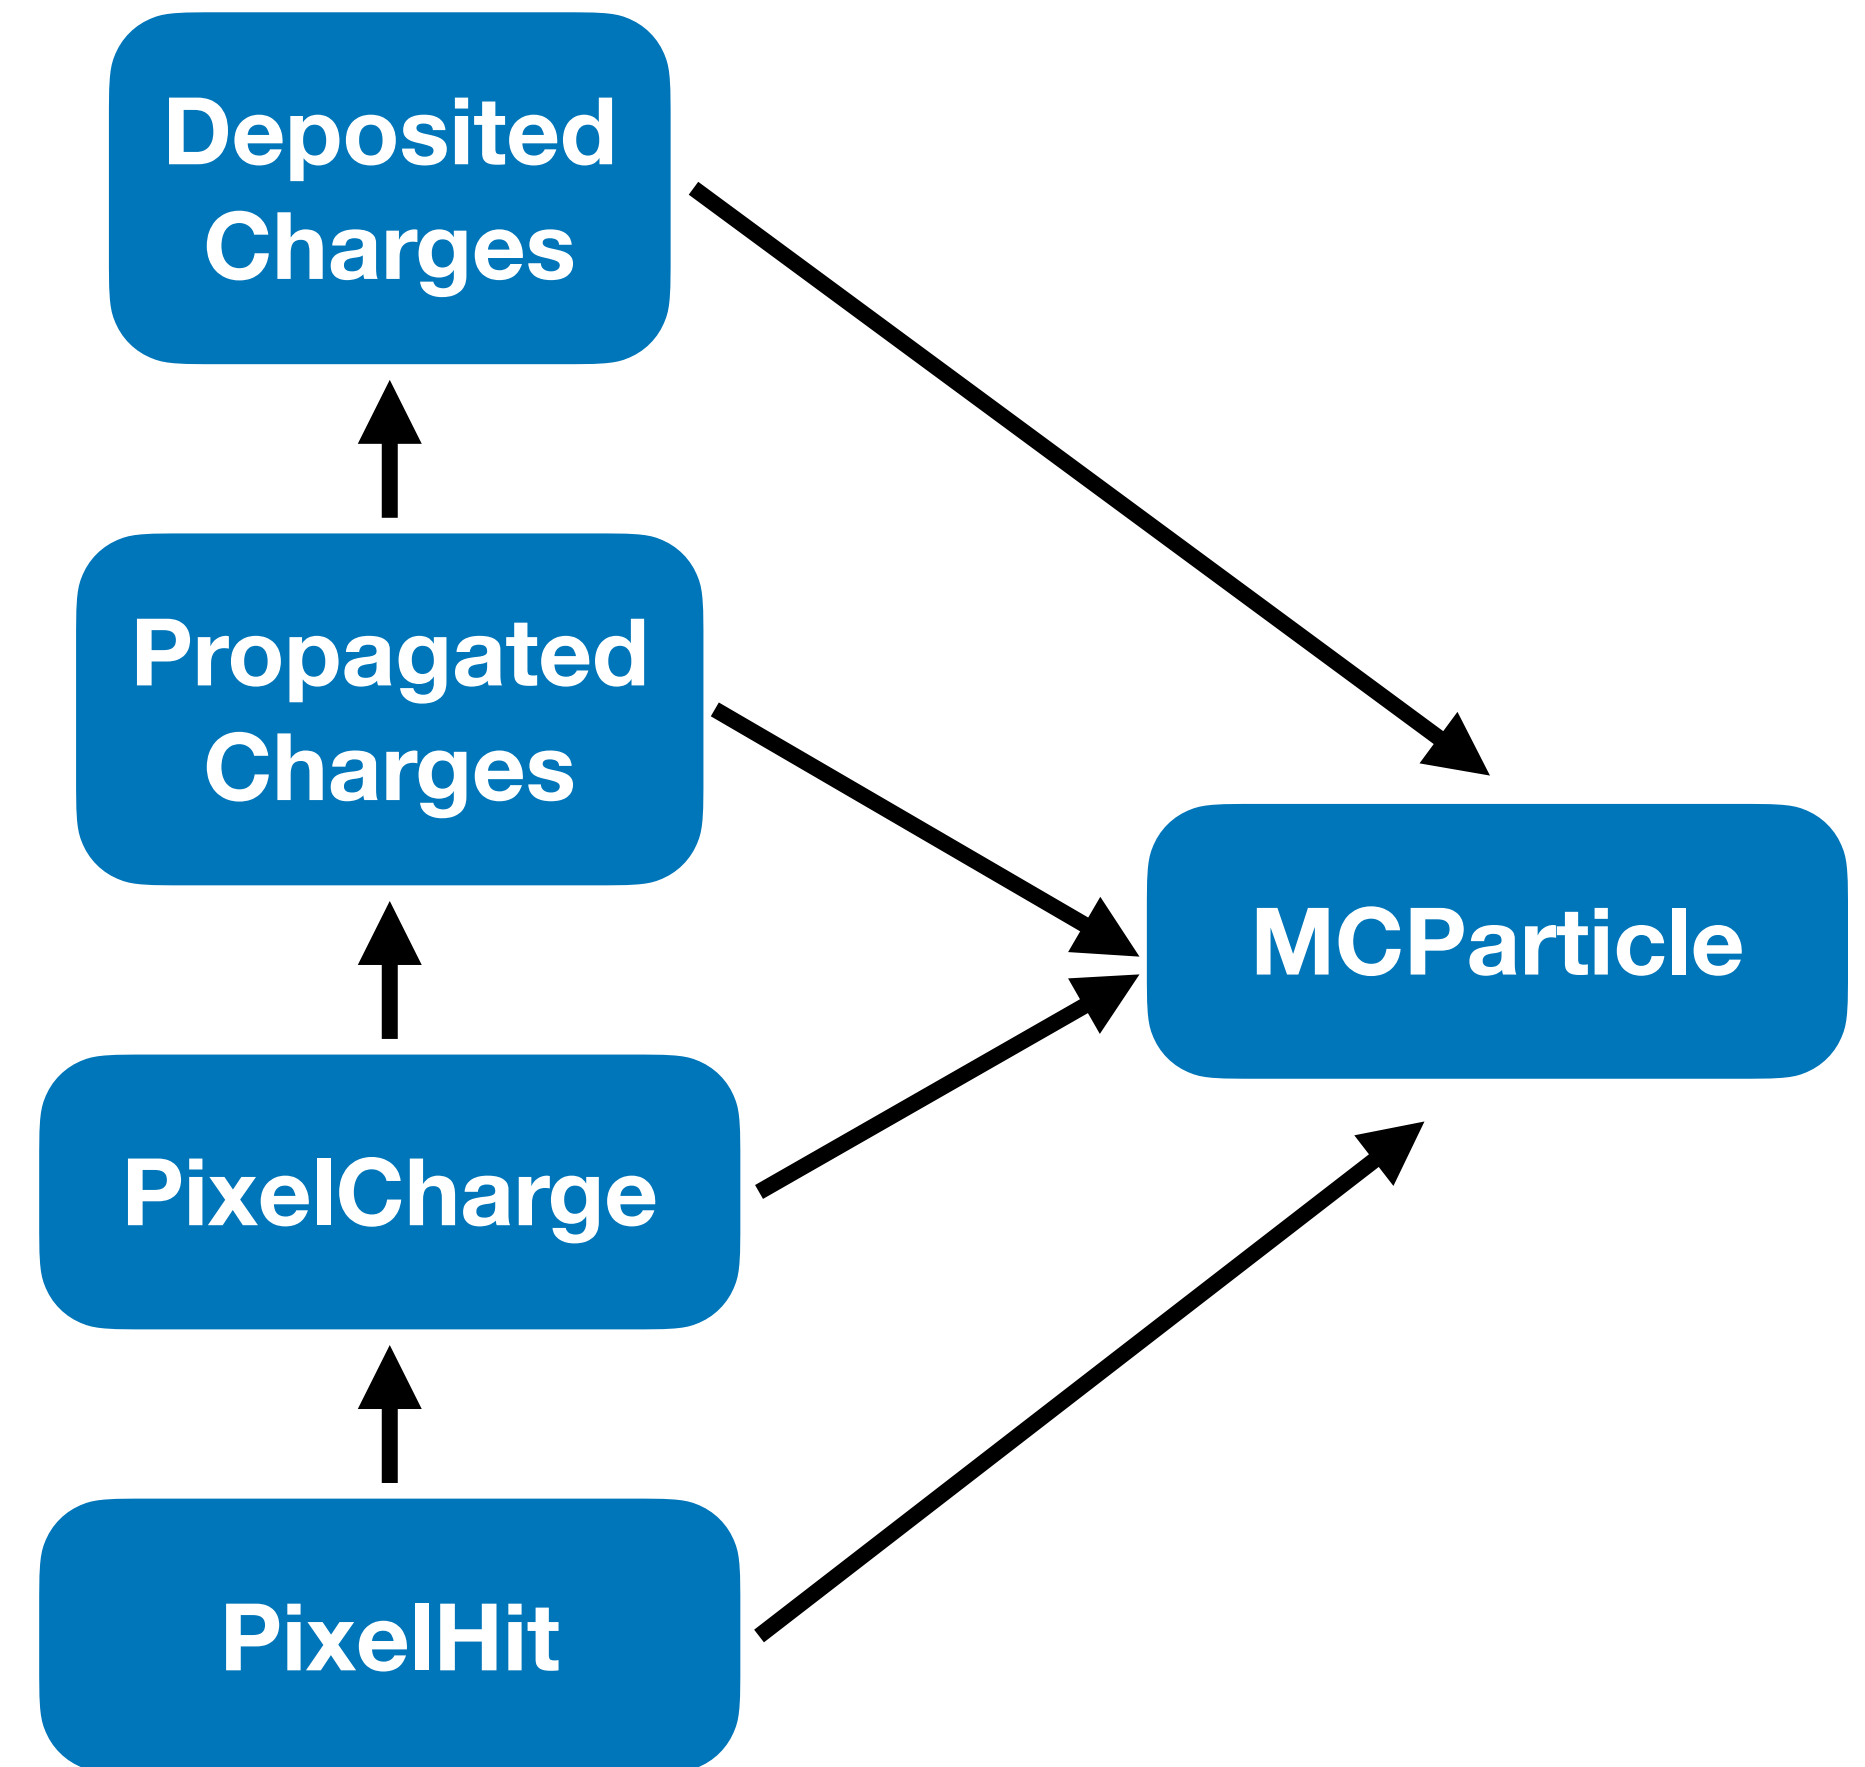 Deposited
Charges
Propagated
Charges
MCParticle
PixelCharge
PixelHit